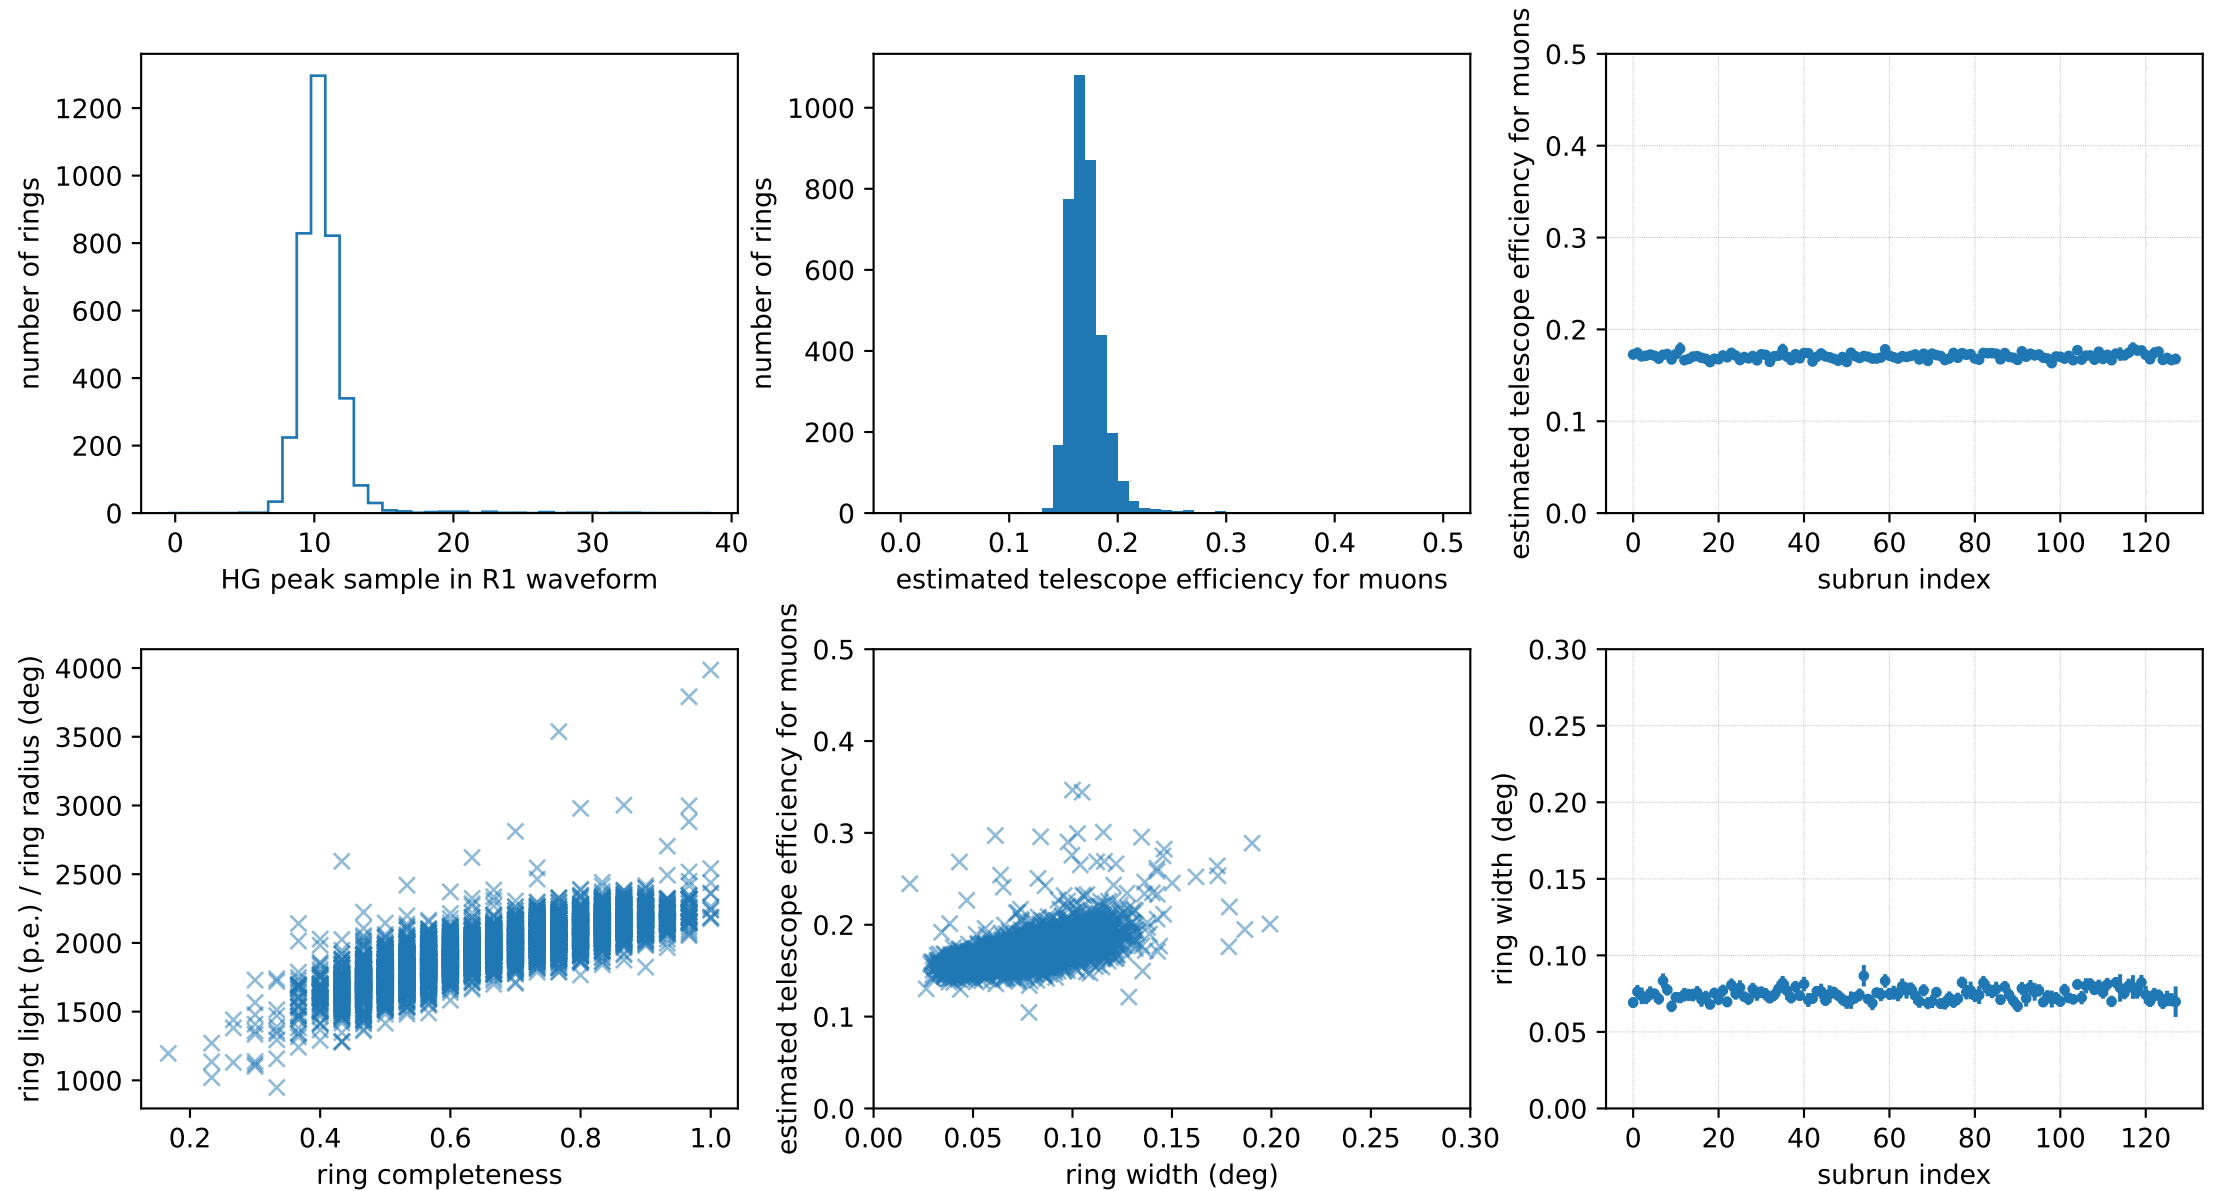 number of rings
1200
1000
800
600
400
200
0
0 10 20 30 40
HG peak sample in R1 waveform
number of rings
1000
800
600
400
200
0
0.0 0.1 0.2 0.3 0.4 0.5
estimated telescope efficiency for muons
estimated telescope efficiency for muons
0.5
0.4
0.3
0.2
0.1
0.0
0 20 40 60 80 100 120
subrun index
ring light (p.e.) / ring radius (deg)
4000
3500
3000
2500
2000
1500
1000
0.2 0.4 0.6 0.8 1.0
ring completeness
estimated telescope efficiency for muons
0.5
0.4
0.3
0.2
0.1
0.0
0.00 0.05 0.10 0.15 0.20 0.25 0.30
ring width (deg)
ring width (deg)
0.30
0.25
0.20
0.15
0.10
0.05
0.00
0 20 40 60 80 100 120
subrun index